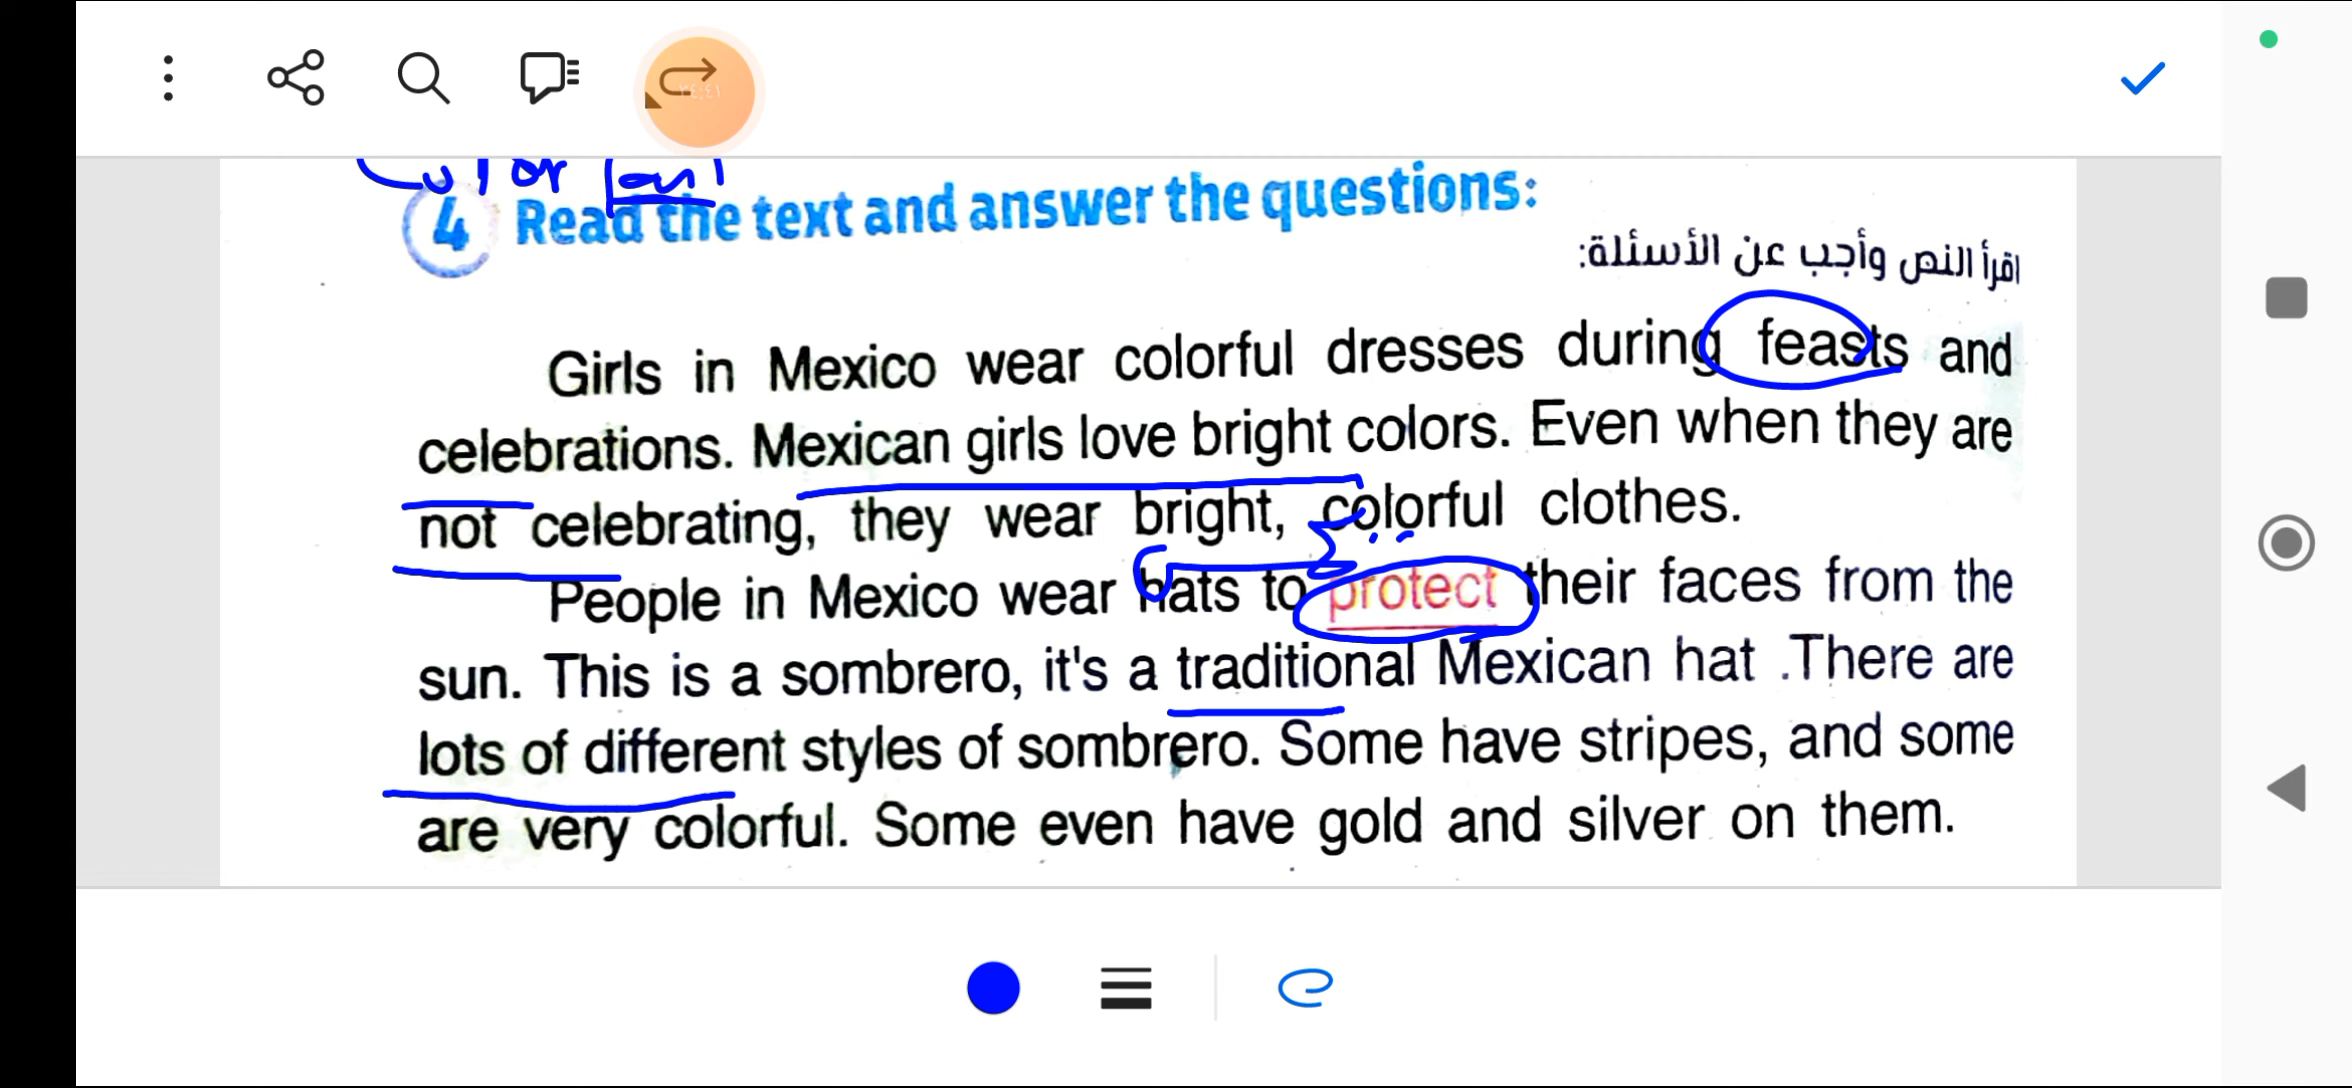 ٣٤:٤١
or
4 Read the text and answer the questions:
اقرأ النص وأجب عن الأسئلة:
Girls in Mexico wear colorful dresses during feasts and
celebrations. Mexican girls love bright colors. Even when they are
not celebrating, they wear bright, colorful clothes.
People in Mexico wear hats to protect their faces from the
sun. This is a sombrero, it's a traditional Mexican hat .There are
lots of different styles of sombrero. Some have stripes, and some
are very colorful. Some even have gold and silver on them.